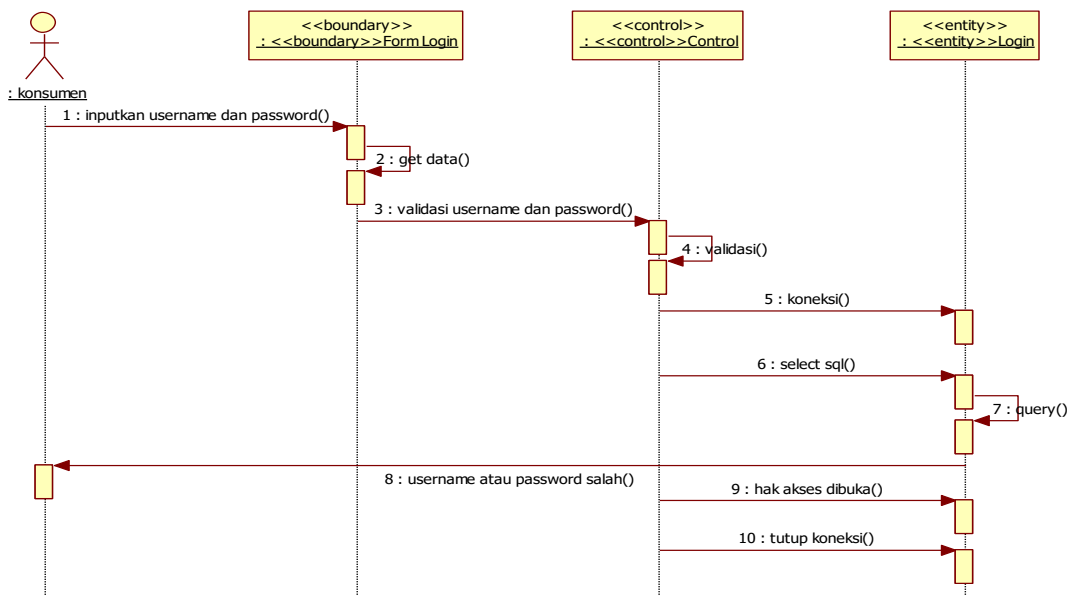 <<boundary>>
: <<boundary>>Form Login
<<control>>
: <<control>>Control
<<entity>>
: <<entity>>Login
: konsumen
1 : inputkan username dan password()
2 : get data()
3 : validasi username dan password()
4 : validasi()
5 : koneksi()
6 : select sql()
7 : query()
8 : username atau password salah()
9 : hak akses dibuka()
10 : tutup koneksi()